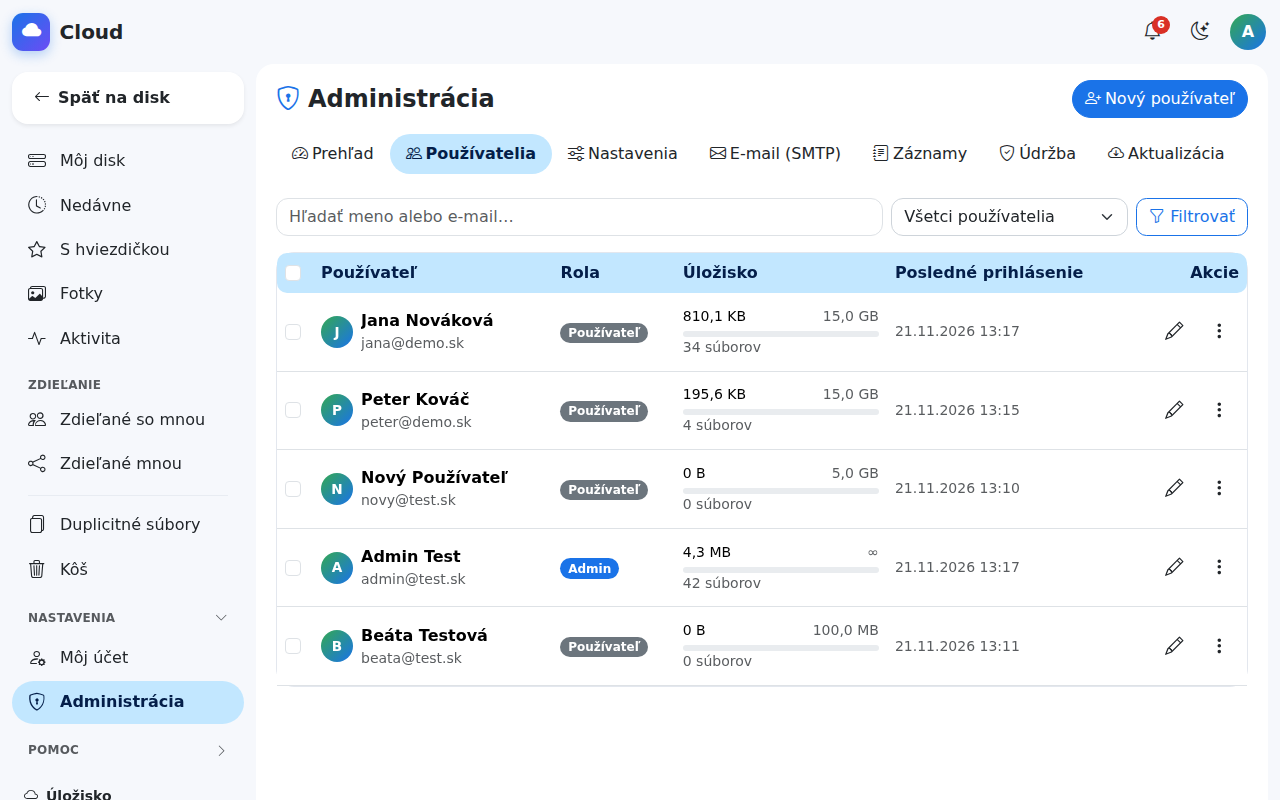 Cloud
6
A
Späť na disk
Môj disk
Nedávne
S hviezdičkou
Fotky
Aktivita
ZDIEĽANIE
Zdieľané so mnou
Zdieľané mnou
Duplicitné súbory
Kôš
NASTAVENIA
Môj účet
Administrácia
POMOC
Úložisko
Administrácia
Nový používateľ
Prehľad
Používatelia
Nastavenia
E-mail (SMTP)
Záznamy
Údržba
Aktualizácia
Hľadať meno alebo e-mail...
Všetci používatelia
Filtrovať
Používateľ Rola Úložisko Posledné prihlásenie Akcie
J Jana Nováková jana@demo.sk Používateľ 810,1 KB 15,0 GB 34 súborov 21.11.2026 13:17
P Peter Kováč peter@demo.sk Používateľ 195,6 KB 15,0 GB 4 súborov 21.11.2026 13:15
N Nový Používateľ novy@test.sk Používateľ 0 B 5,0 GB 0 súborov 21.11.2026 13:10
A Admin Test admin@test.sk Admin 4,3 MB ∞ 42 súborov 21.11.2026 13:17
B Beáta Testová beata@test.sk Používateľ 0 B 100,0 MB 0 súborov 21.11.2026 13:11